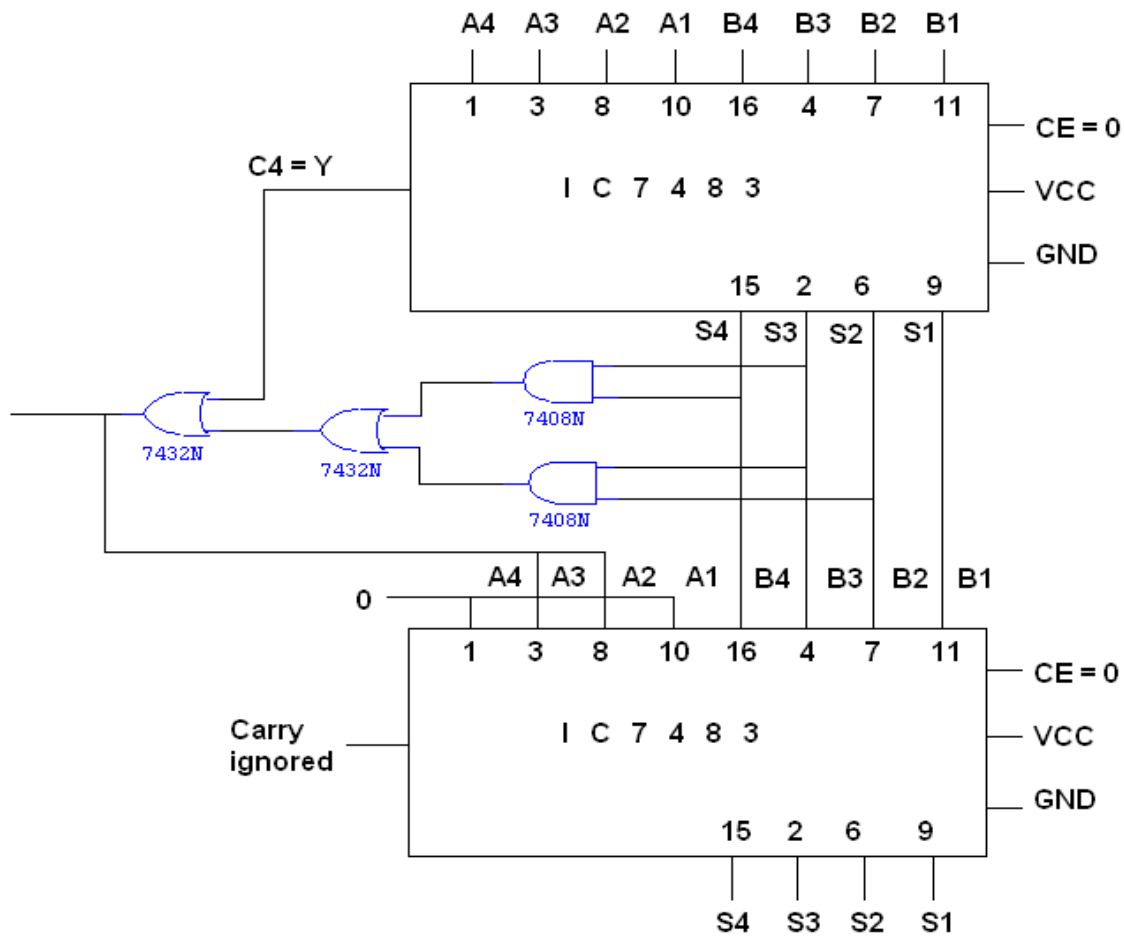 A4 A3 A2 A1 B4 B3 B2 B1
1 3 8 10 16 4 7 11
CE = 0
C4 = Y
I C 7 4 8 3
VCC
GND
15 2 6 9
S4 S3 S2 S1
7408N
7432N
7432N
7408N
A4 A3 A2 A1 B4 B3 B2 B1
0
1 3 8 10 16 4 7 11
CE = 0
Carry
ignored
I C 7 4 8 3
VCC
GND
15 2 6 9
S4 S3 S2 S1